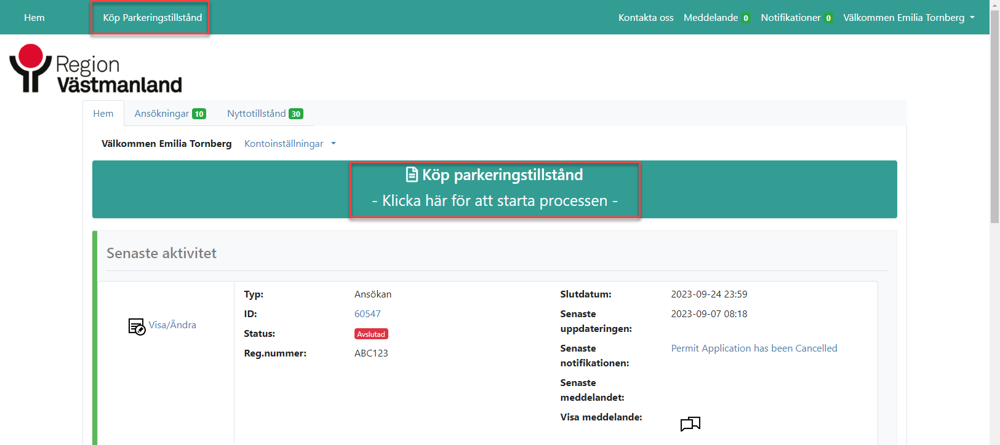 Hem
Köp Parkeringstillstånd
Kontakta oss
Meddelande 0
Notifikationer 0
Välkommen Emilia Tornberg
Region
Västmanland
Hem
Ansökningar 10
Nyttotillstånd 30
Välkommen Emilia Tornberg
Kontoinställningar
Köp parkeringstillstånd
- Klicka här för att starta processen -
Senaste aktivitet
Visa/Ändra
Typ: Ansökan
ID: 60547
Status: Avslutad
Reg.nummer: ABC123
Slutdatum: 2023-09-24 23:59
Senaste 2023-09-07 08:18
uppdateringen:
Senaste Permit Application has been Cancelled
notifikationen:
Senaste
meddelandet:
Visa meddelande: